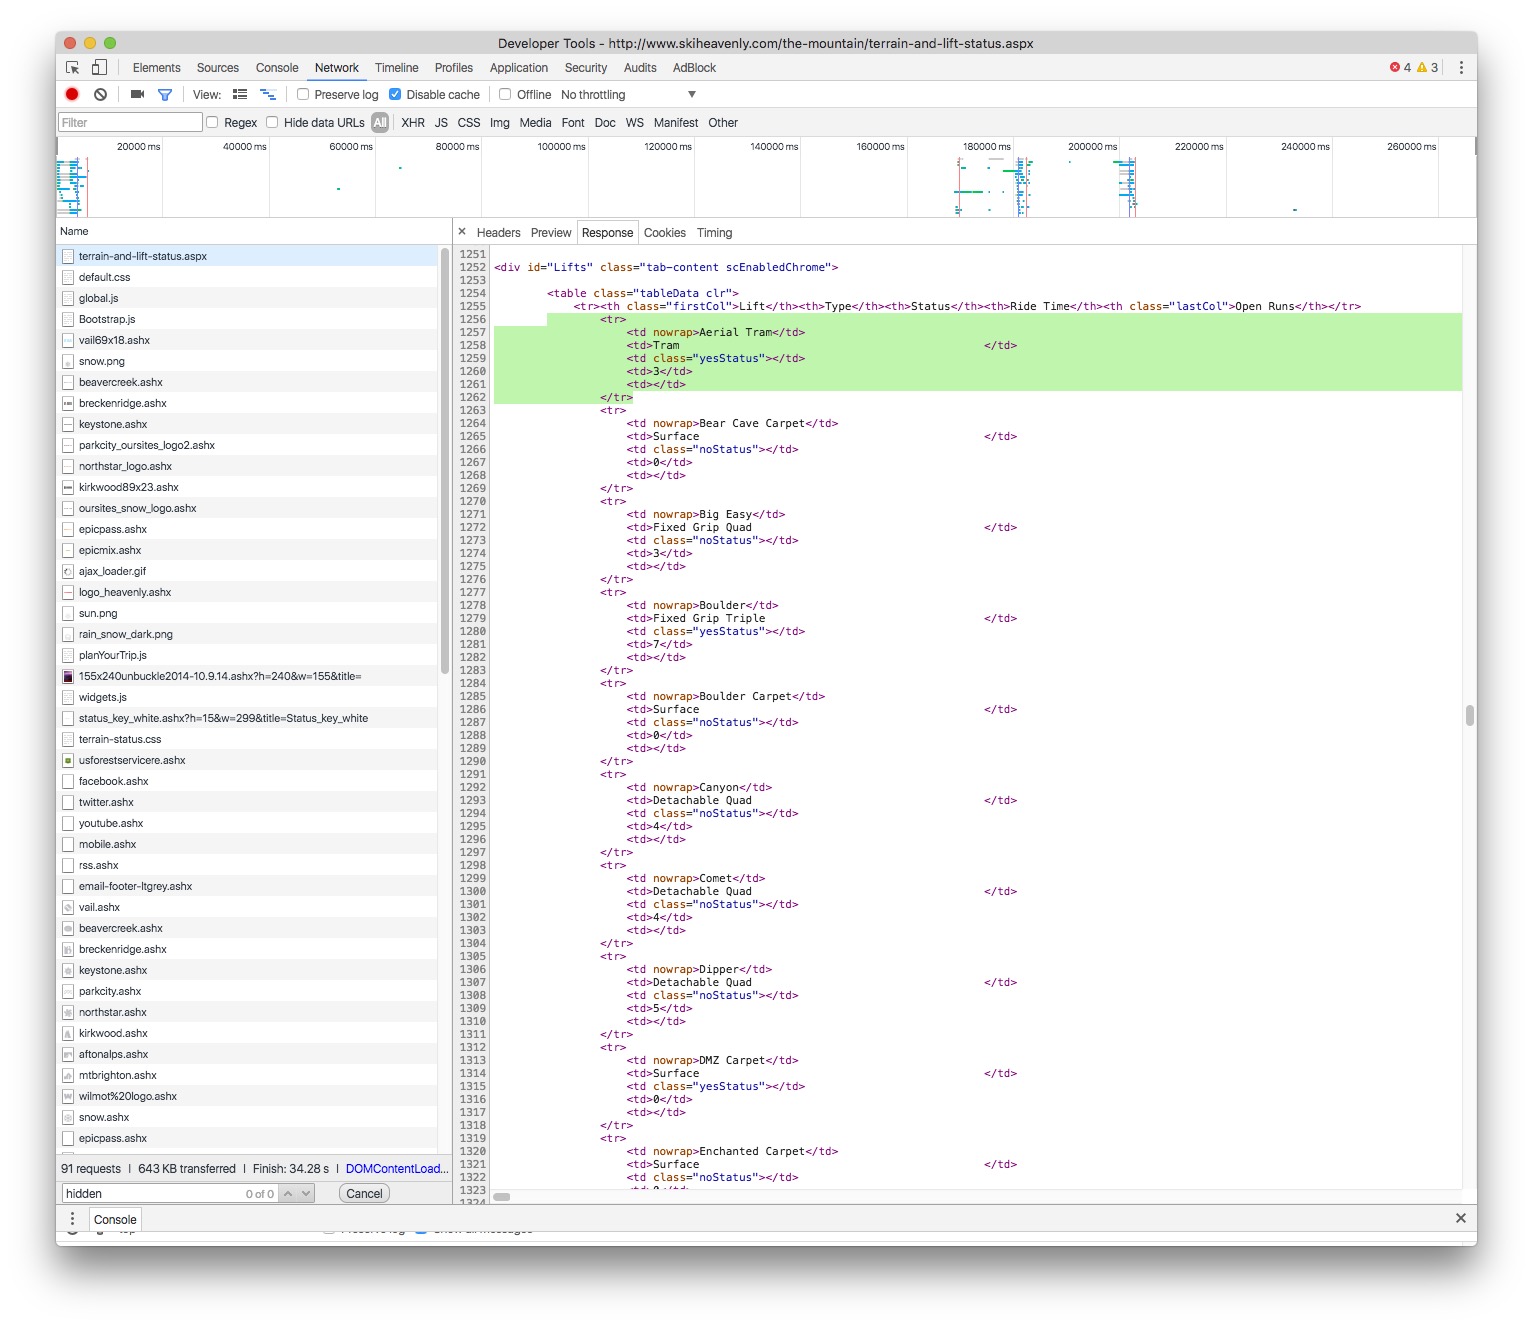 Developer Tools - http://www.skiheavenly.com/the-mountain/terrain-and-lift-status.aspx
Elements Sources Console Network Timeline Profiles Application Security Audits AdBlock 4 3
View: Preserve log Disable cache Offline No throttling
Filter Regex Hide data URLs All XHR JS CSS Img Media Font Doc WS Manifest Other
20000 ms 40000 ms 60000 ms 80000 ms 100000 ms 120000 ms 140000 ms 160000 ms 180000 ms 200000 ms 220000 ms 240000 ms 260000 ms
Name
terrain-and-lift-status.aspx
default.css
global.js
Bootstrap.js
vail69x18.ashx
snow.png
beavercreek.ashx
breckenridge.ashx
keystone.ashx
parkcity_oursites_logo2.ashx
northstar_logo.ashx
kirkwood89x23.ashx
oursites_snow_logo.ashx
epicpass.ashx
epicmix.ashx
ajax_loader.gif
logo_heavenly.ashx
sun.png
rain_snow_dark.png
planYourTrip.js
155x240unbuckle2014-10.9.14.ashx?h=240&w=155&title=
widgets.js
status_key_white.ashx?h=15&w=299&title=Status_key_white
terrain-status.css
usforestservicere.ashx
facebook.ashx
twitter.ashx
youtube.ashx
mobile.ashx
rss.ashx
email-footer-ltgrey.ashx
vail.ashx
beavercreek.ashx
breckenridge.ashx
keystone.ashx
parkcity.ashx
northstar.ashx
kirkwood.ashx
aftonalps.ashx
mtbrighton.ashx
wilmot%20logo.ashx
snow.ashx
epicpass.ashx
91 requests | 643 KB transferred | Finish: 34.28 s | DOMContentLoad...
hidden 0 of 0 Cancel
× Headers Preview Response Cookies Timing
1251
1252 <div id="Lifts" class="tab-content scEnabledChrome">
1253
1254 <table class="tableData clr">
1255 <tr><th class="firstCol">Lift</th><th>Type</th><th>Status</th><th>Ride Time</th><th class="lastCol">Open Runs</th></tr>
1256 <tr>
1257 <td nowrap>Aerial Tram</td>
1258 <td>Tram </td>
1259 <td class="yesStatus"></td>
1260 <td>3</td>
1261 <td></td>
1262 </tr>
1263 <tr>
1264 <td nowrap>Bear Cave Carpet</td>
1265 <td>Surface </td>
1266 <td class="noStatus"></td>
1267 <td>0</td>
1268 <td></td>
1269 </tr>
1270 <tr>
1271 <td nowrap>Big Easy</td>
1272 <td>Fixed Grip Quad </td>
1273 <td class="noStatus"></td>
1274 <td>3</td>
1275 <td></td>
1276 </tr>
1277 <tr>
1278 <td nowrap>Boulder</td>
1279 <td>Fixed Grip Triple </td>
1280 <td class="yesStatus"></td>
1281 <td>7</td>
1282 <td></td>
1283 </tr>
1284 <tr>
1285 <td nowrap>Boulder Carpet</td>
1286 <td>Surface </td>
1287 <td class="noStatus"></td>
1288 <td>0</td>
1289 <td></td>
1290 </tr>
1291 <tr>
1292 <td nowrap>Canyon</td>
1293 <td>Detachable Quad </td>
1294 <td class="noStatus"></td>
1295 <td>4</td>
1296 <td></td>
1297 </tr>
1298 <tr>
1299 <td nowrap>Comet</td>
1300 <td>Detachable Quad </td>
1301 <td class="noStatus"></td>
1302 <td>4</td>
1303 <td></td>
1304 </tr>
1305 <tr>
1306 <td nowrap>Dipper</td>
1307 <td>Detachable Quad </td>
1308 <td class="noStatus"></td>
1309 <td>5</td>
1310 <td></td>
1311 </tr>
1312 <tr>
1313 <td nowrap>DMZ Carpet</td>
1314 <td>Surface </td>
1315 <td class="yesStatus"></td>
1316 <td>0</td>
1317 <td></td>
1318 </tr>
1319 <tr>
1320 <td nowrap>Enchanted Carpet</td>
1321 <td>Surface </td>
1322 <td class="noStatus"></td>
1323
1324
Console